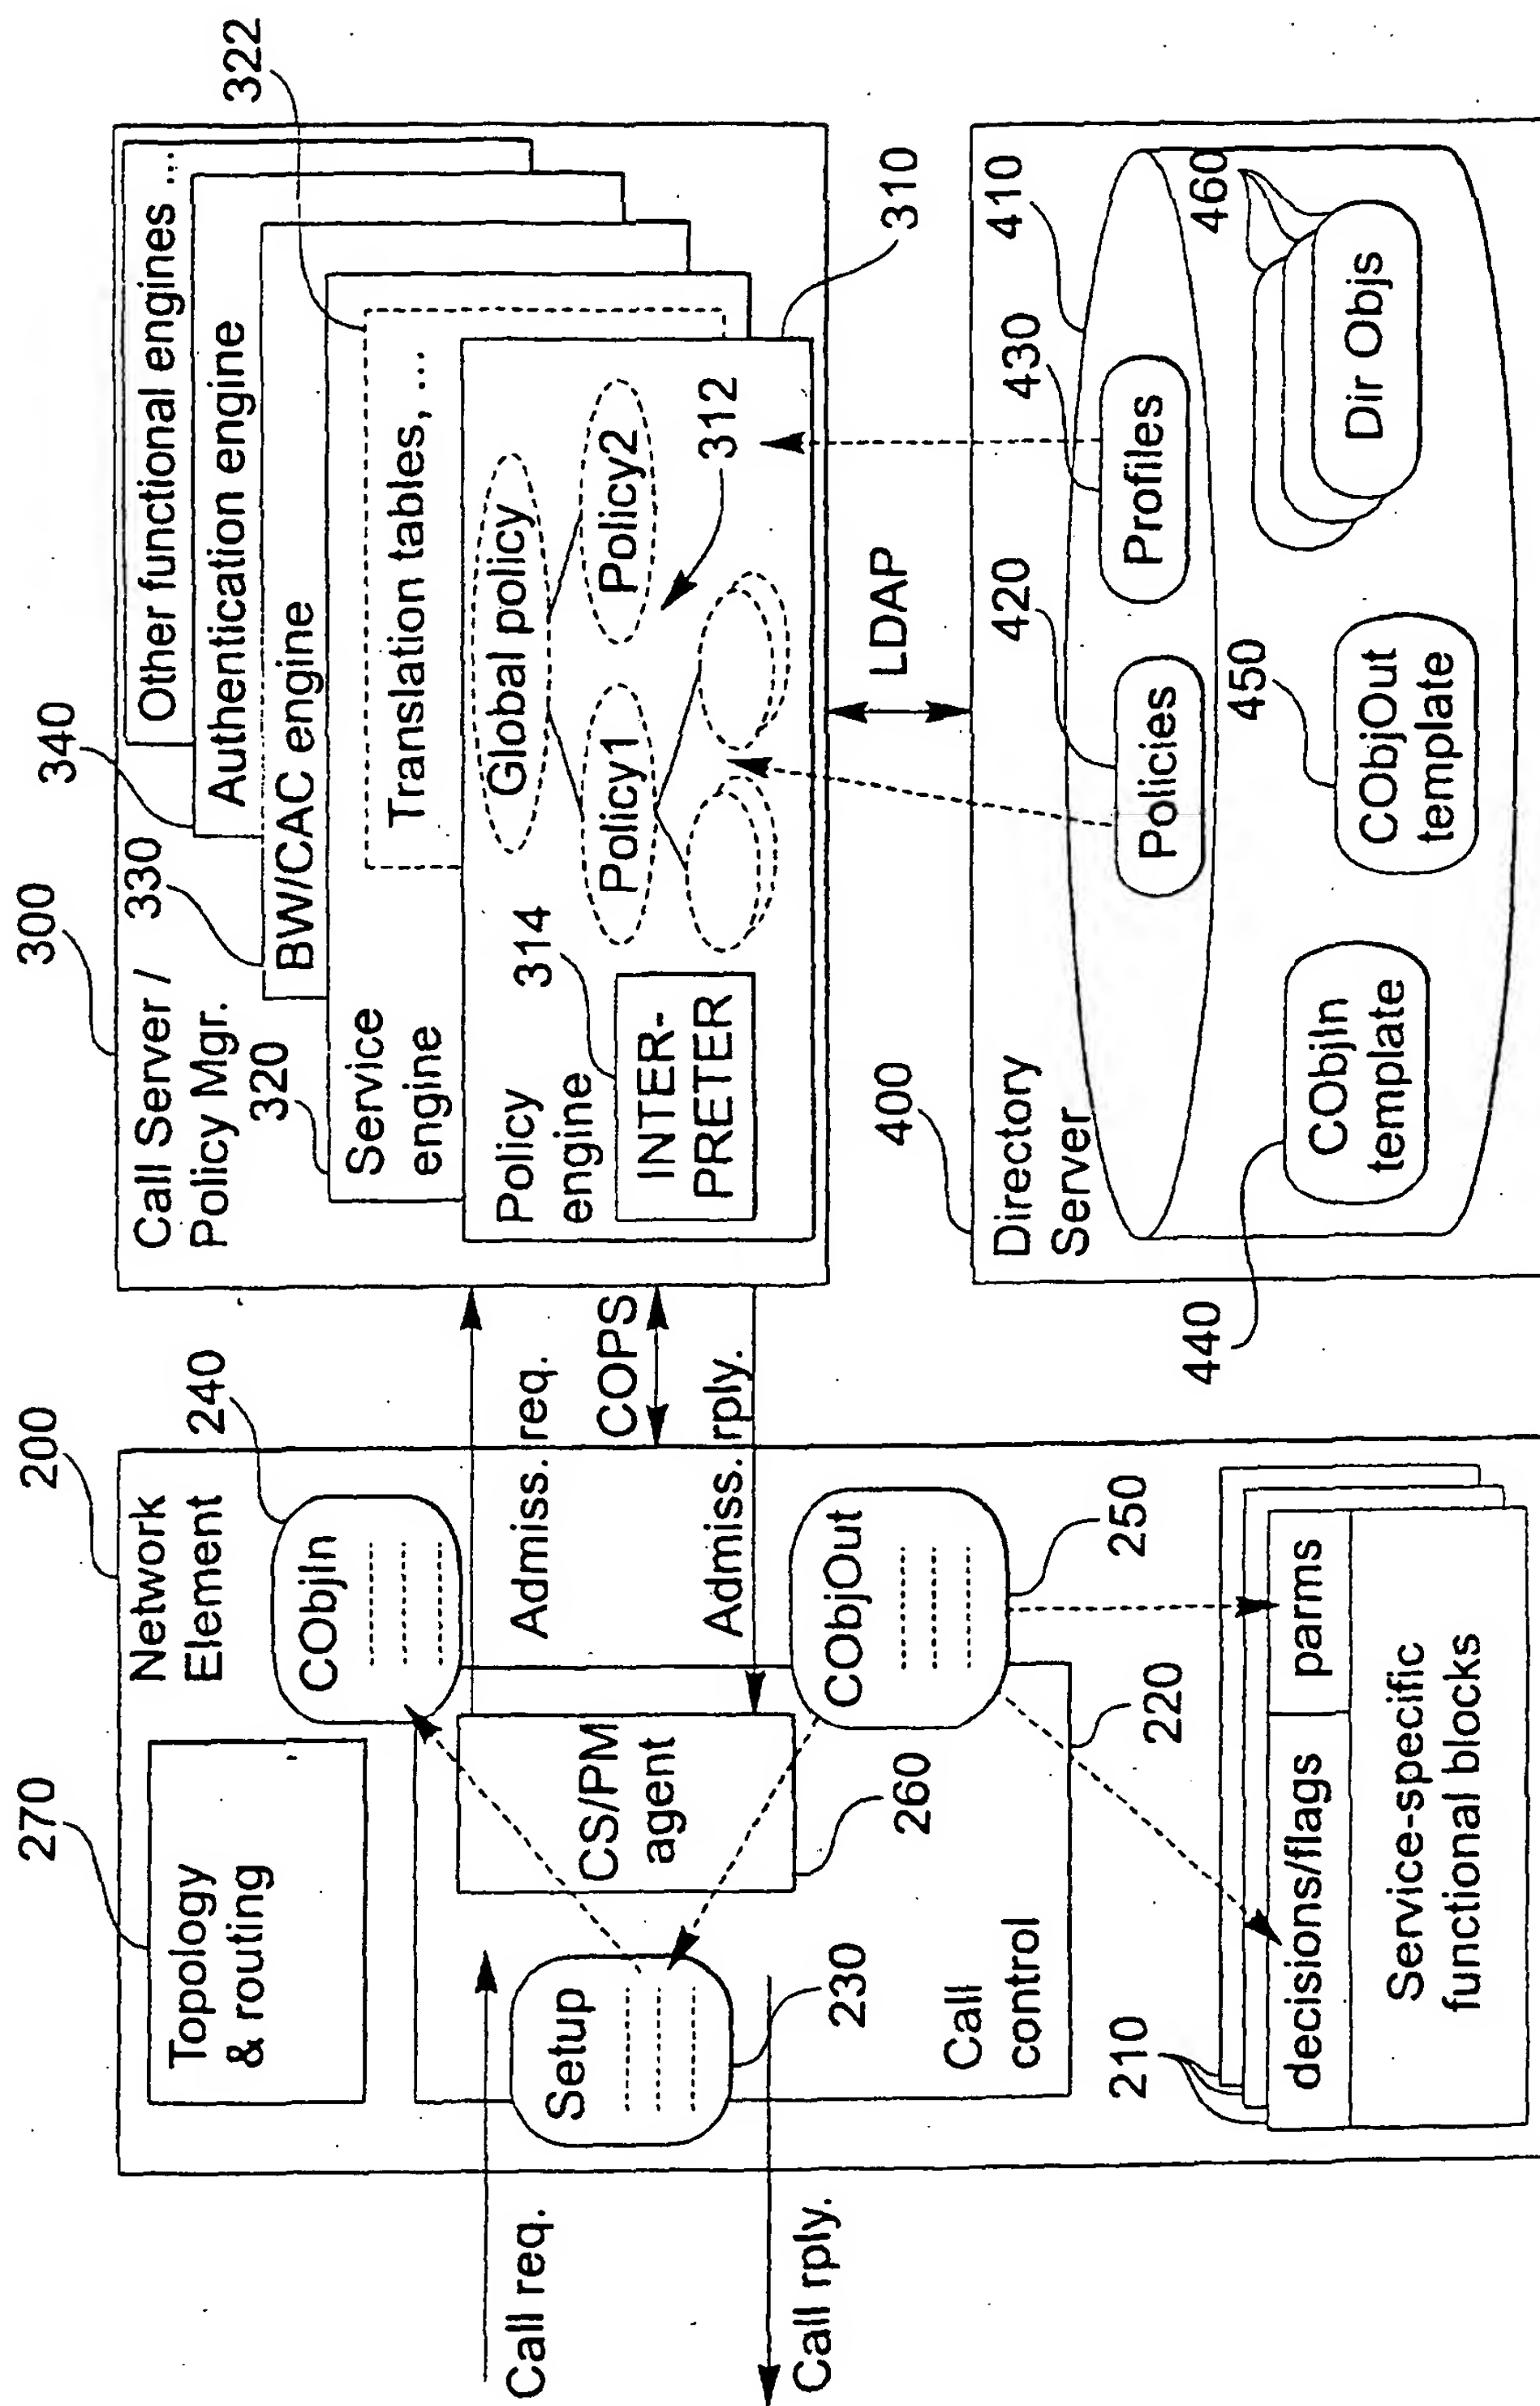 200
Network
Element
270
Topology
& routing
240
CObjIn
Call req.
Setup
230
Call rply.
CS/PM
agent
260
Call
control
220
CObjOut
250
210
decisions/flags
parms
Service-specific
functional blocks
Admiss. req.
COPS
Admiss. rply.
300
Call Server /
Policy Mgr.
340
330
320
322
Other functional engines ...
Authentication engine
BW/CAC engine
Service
engine
Translation tables, ...
Policy
engine
314
INTER-
PRETER
Global policy
Policy1
Policy2
312
310
LDAP
400
Directory
Server
410
420
430
Policies
Profiles
440
CObjIn
template
450
CObjOut
template
460
Dir Objs